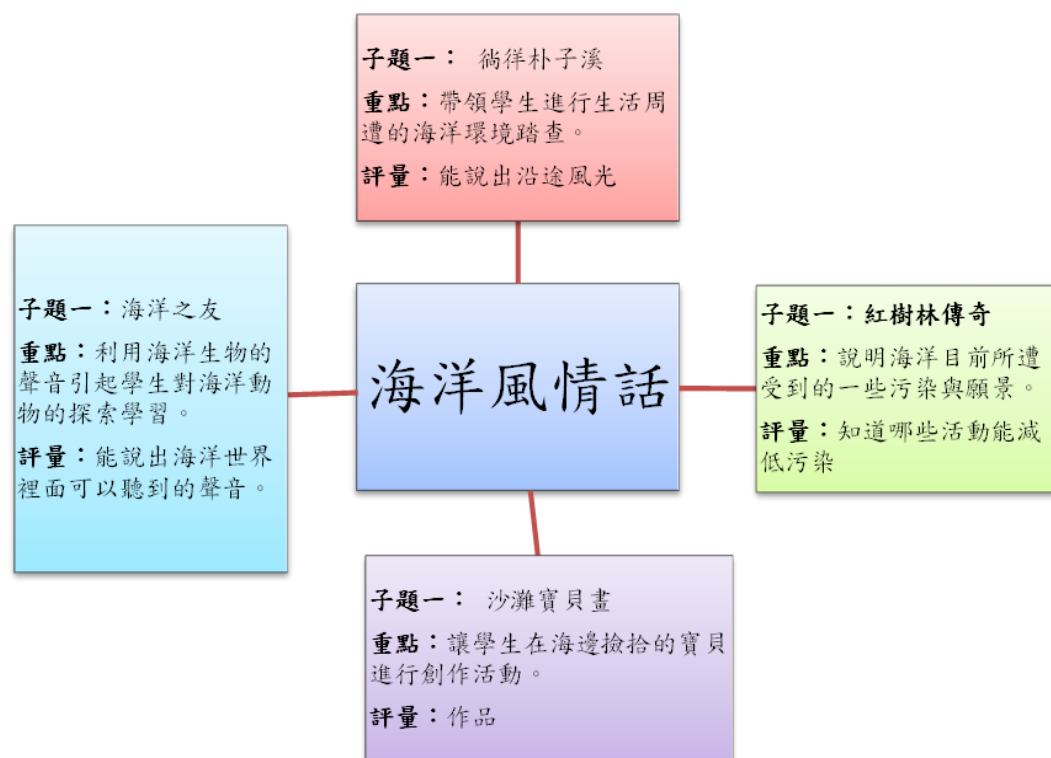 子題一： 徜徉朴子溪
重點：帶領學生進行生活周
遭的海洋環境踏查。
評量：能說出沿途風光
子題一：海洋之友
重點：利用海洋生物的
聲音引起學生對海洋動
物的探索學習。
評量：能說出海洋世界
裡面可以聽到的聲音。
海洋風情話
子題一：紅樹林傳奇
重點：說明海洋目前所遭
受到的一些污染與願景。
評量：知道哪些活動能減
低污染
子題一： 沙灘寶貝畫
重點：讓學生在海邊撿拾的寶貝
進行創作活動。
評量：作品